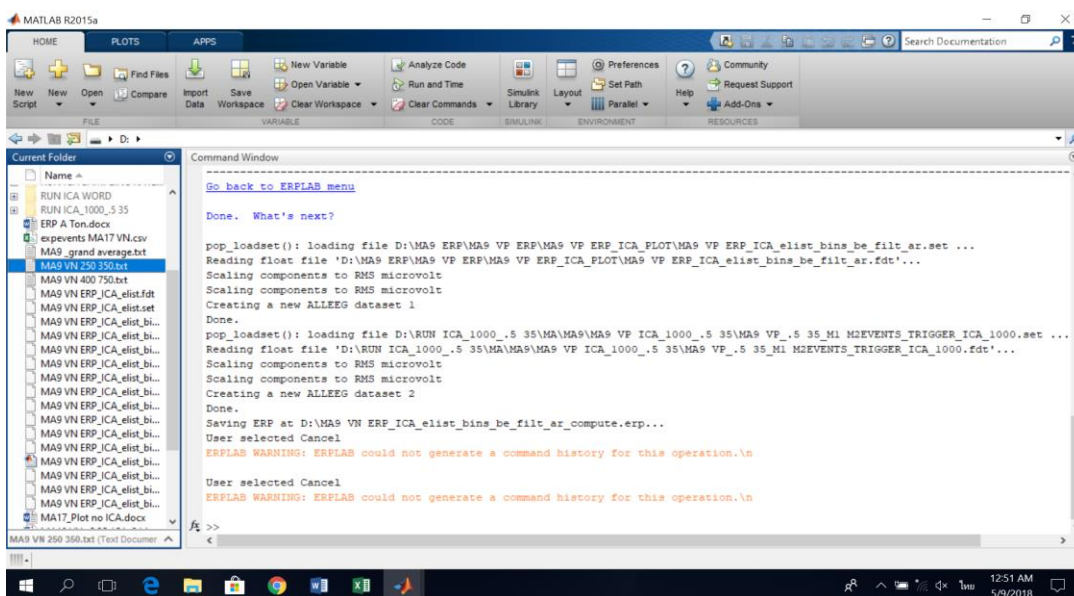 MATLAB R2015a
HOME PLOTS APPS
Search Documentation
New Script
New
Open
Find Files
Compare
Import Data
Save Workspace
New Variable
Open Variable
Clear Workspace
Analyze Code
Run and Time
Clear Commands
Simulink Library
Layout
Preferences
Set Path
Parallel
Help
Community
Request Support
Add-Ons
FILE VARIABLE CODE SIMULINK ENVIRONMENT RESOURCES
D:
Current Folder
Name
RUN ICA WORD
RUN ICA_1000_.5 35
ERP A Ton.docx
expevents MA17 VN.csv
MA9 _grand average.txt
MA9 VN 250 350.txt
MA9 VN 400 750.txt
MA9 VN ERP_ICA_elist.fdt
MA9 VN ERP_ICA_elist.set
MA9 VN ERP_ICA_elist_bi...
MA9 VN ERP_ICA_elist_bi...
MA9 VN ERP_ICA_elist_bi...
MA9 VN ERP_ICA_elist_bi...
MA9 VN ERP_ICA_elist_bi...
MA9 VN ERP_ICA_elist_bi...
MA9 VN ERP_ICA_elist_bi...
MA9 VN ERP_ICA_elist_bi...
MA9 VN ERP_ICA_elist_bi...
MA9 VN ERP_ICA_elist_bi...
MA9 VN ERP_ICA_elist_bi...
MA9 VN ERP_ICA_elist_bi...
MA9 VN ERP_ICA_elist_bi...
MA9 VN ERP_ICA_elist_bi...
MA17_Plot no ICA.docx
MA9 VN 250 350.txt (Text Documer
Command Window
Go back to ERPLAB menu
Done. What's next?
pop_loadset(): loading file D:\MA9 ERP\MA9 VP ERP\MA9 VP ERP_ICA_PLOT\MA9 VP ERP_ICA_elist_bins_be_filt_ar.set ...
Reading float file 'D:\MA9 ERP\MA9 VP ERP\MA9 VP ERP_ICA_PLOT\MA9 VP ERP_ICA_elist_bins_be_filt_ar.fdt'...
Scaling components to RMS microvolt
Scaling components to RMS microvolt
Creating a new ALLEEG dataset 1
Done.
pop_loadset(): loading file D:\RUN ICA_1000_.5 35\MA\MA9\MA9 VP ICA_1000_.5 35\MA9 VP_.5 35_M1 M2EVENTS_TRIGGER_ICA_1000.set ...
Reading float file 'D:\RUN ICA_1000_.5 35\MA\MA9\MA9 VP ICA_1000_.5 35\MA9 VP_.5 35_M1 M2EVENTS_TRIGGER_ICA_1000.fdt'...
Scaling components to RMS microvolt
Scaling components to RMS microvolt
Creating a new ALLEEG dataset 2
Done.
Saving ERP at D:\MA9 VN ERP_ICA_elist_bins_be_filt_ar_compute.erp...
User selected Cancel
ERPLAB WARNING: ERPLAB could not generate a command history for this operation.\n
User selected Cancel
ERPLAB WARNING: ERPLAB could not generate a command history for this operation.\n
fx >>
ไทย
12:51 AM
5/9/2018